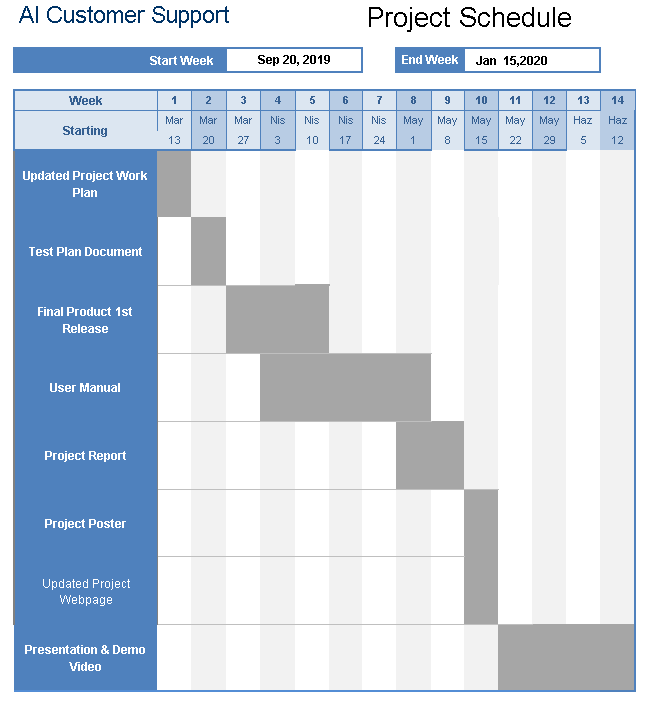 AI Customer Support
Project Schedule
Start Week Sep 20, 2019 End Week Jan 15,2020
Week 1 2 3 4 5 6 7 8 9 10 11 12 13 14
Starting
Mar Mar Mar Nis Nis Nis Nis May May May May May Haz Haz
13 20 27 3 10 17 24 1 8 15 22 29 5 12
Updated Project Work
Plan
Test Plan Document
Final Product 1st
Release
User Manual
Project Report
Project Poster
Updated Project
Webpage
Presentation & Demo
Video